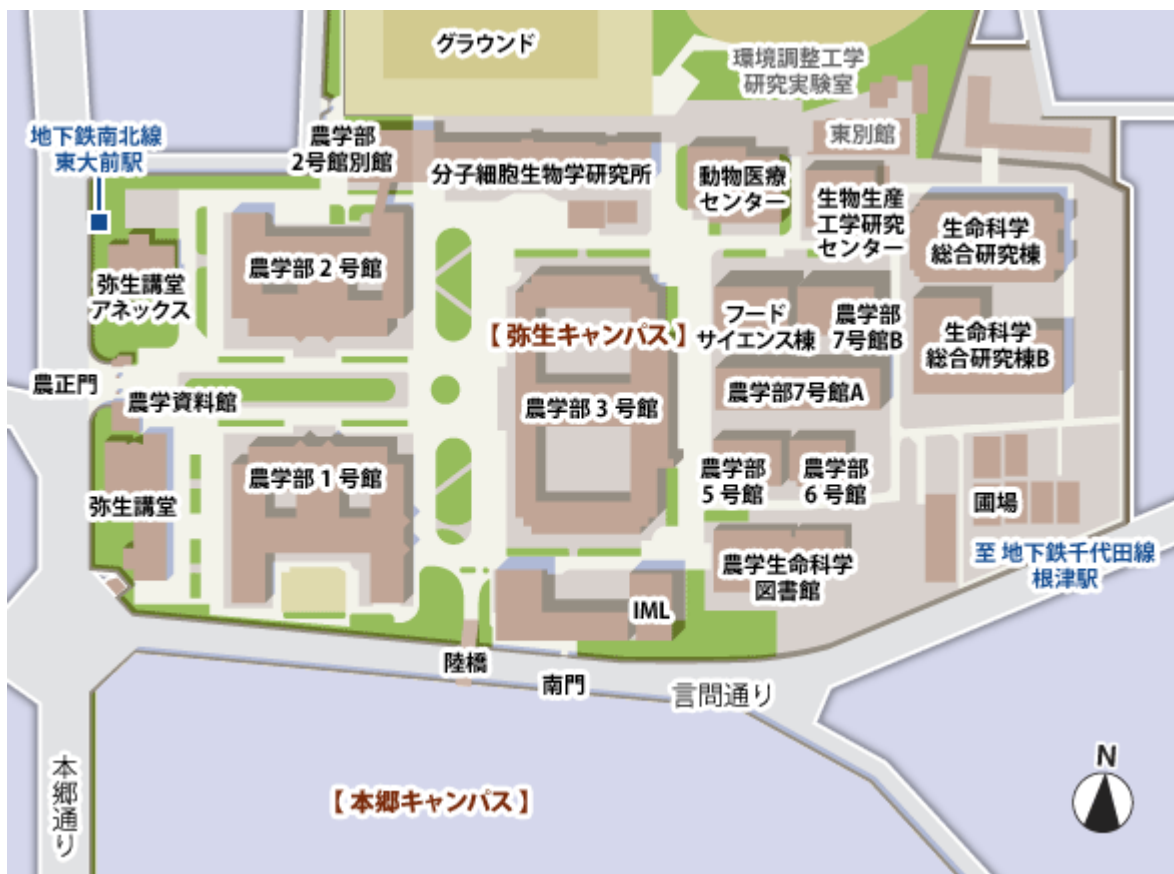 グラウンド
環境調整工学
研究実験室
地下鉄南北線
東大前駅
農学部
2号館別館
東別館
分子細胞生物学研究所
動物医療
センター
生物生産
工学研究
センター
生命科学
総合研究棟
農学部 2 号館
弥生講堂
アネックス
フード
サイエンス棟
農学部
7号館B
【 弥生キャンパス 】
生命科学
総合研究棟B
農正門
農学資料館
農学部 3 号館
農学部7号館A
農学部 1 号館
農学部
5 号館
農学部
6 号館
弥生講堂
圃場
至 地下鉄千代田線
根津駅
農学生命科学
図書館
IML
陸橋
南門
言問通り
本郷通り
【 本郷キャンパス 】
N